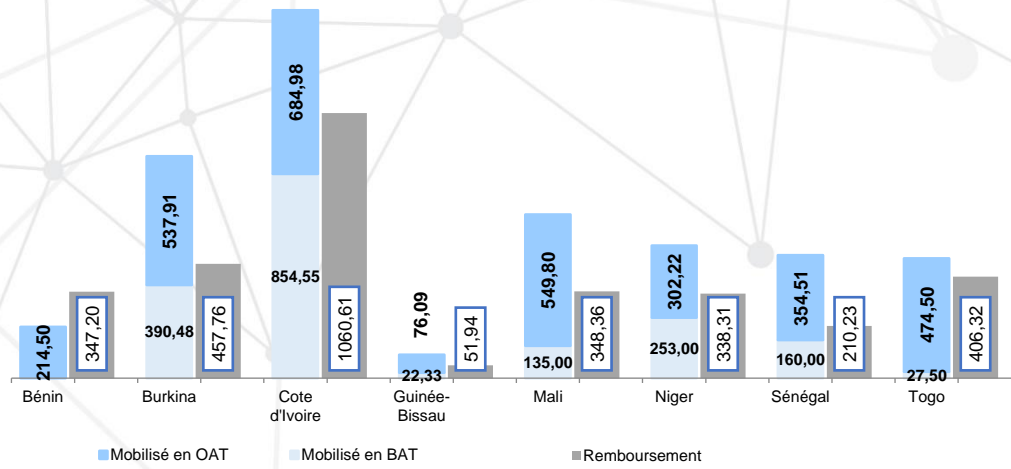 684,98
854,55
1060,61
537,91
390,48
457,76
214,50
347,20
76,09
22,33
51,94
549,80
135,00
348,36
302,22
253,00
338,31
354,51
160,00
210,23
474,50
27,50
406,32
Bénin
Burkina
Cote
d'Ivoire
Guinée-
Bissau
Mali
Niger
Sénégal
Togo
Mobilisé en OAT
Mobilisé en BAT
Remboursement